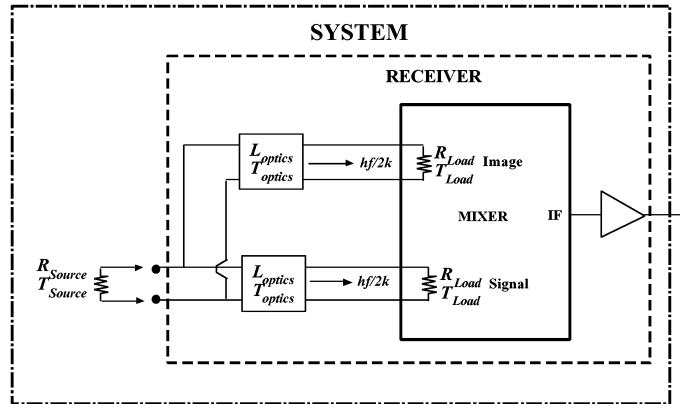 SYSTEM
RECEIVER
L optics
T optics
hf/2k
R Load Image
T Load
MIXER
IF
R Source
T Source
L optics
T optics
hf/2k
R Load Signal
T Load